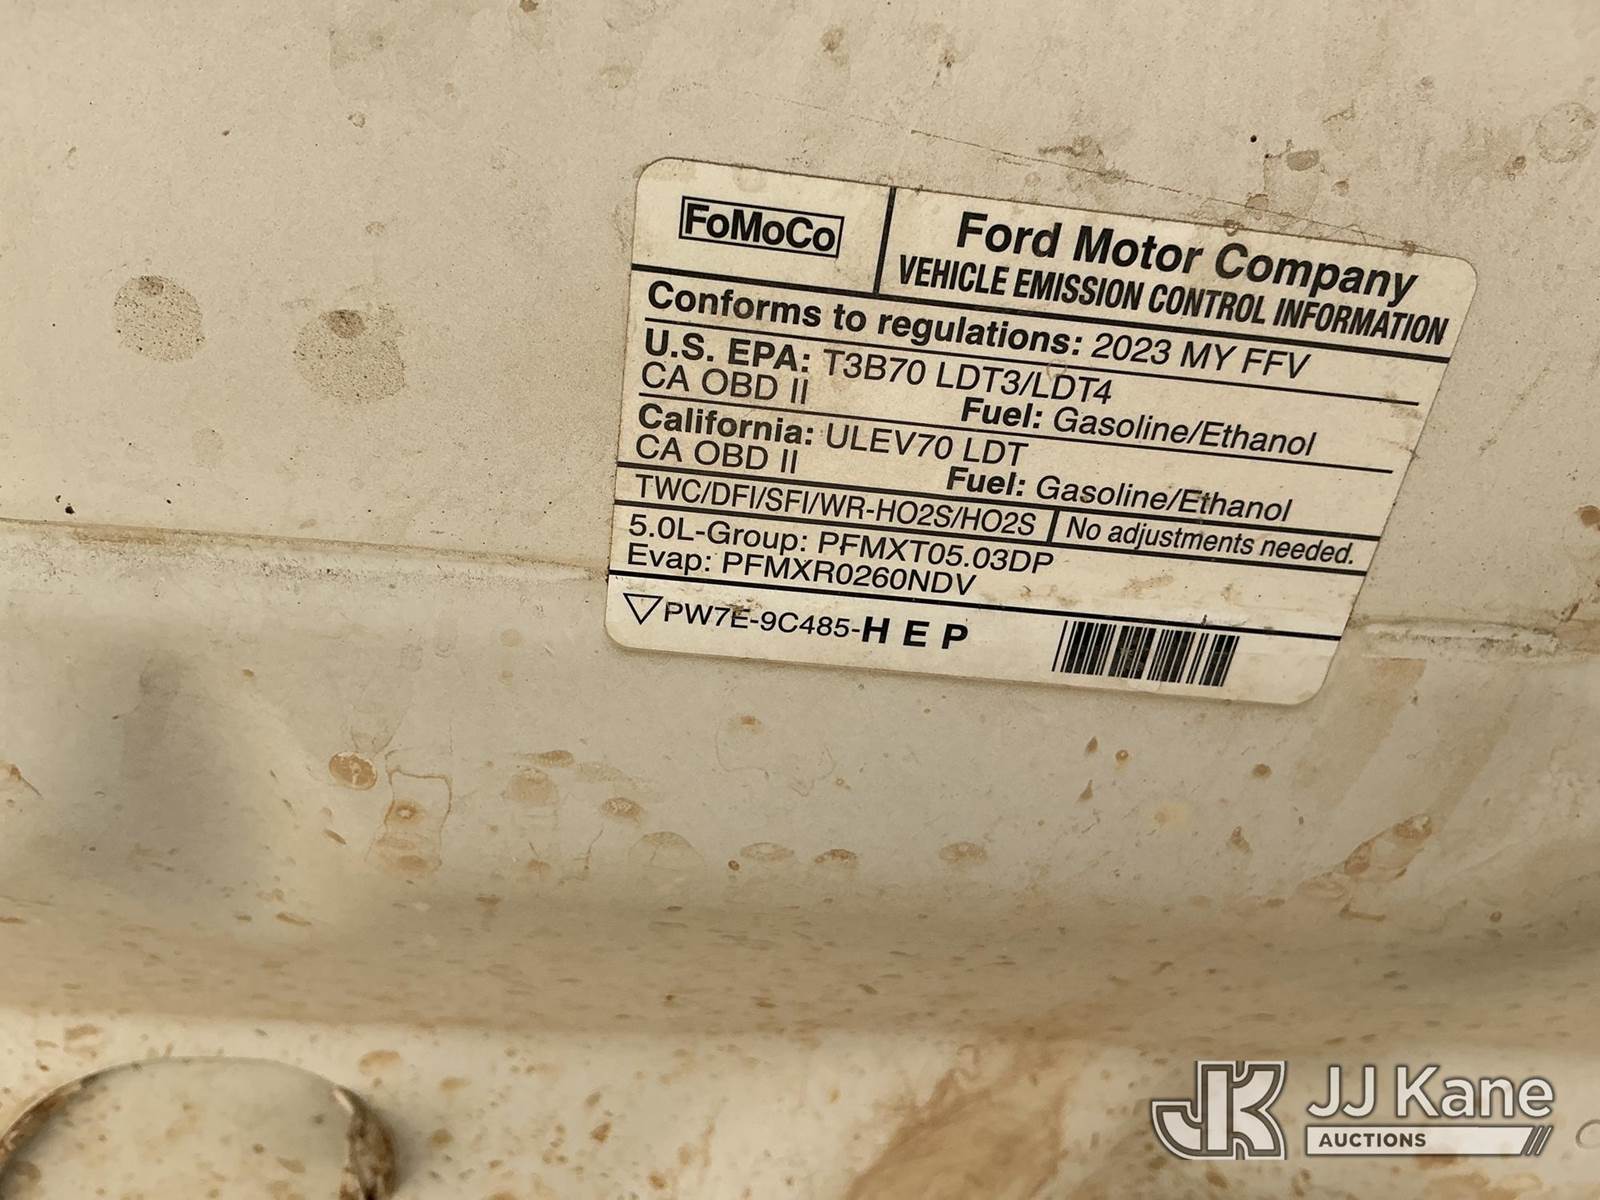 FoMoCo
Ford Motor Company
VEHICLE EMISSION CONTROL INFORMATION
Conforms to regulations: 2023 MY FFV
U.S. EPA: T3B70 LDT3/LDT4
CA OBD II Fuel: Gasoline/Ethanol
California: ULEV70 LDT
CA OBD II Fuel: Gasoline/Ethanol
TWC/DFI/SFI/WR-HO2S/HO2S No adjustments needed.
5.0L-Group: PFMXT05.03DP
Evap: PFMXR0260NDV
PW7E-9C485-HEP
JK JJ Kane
AUCTIONS